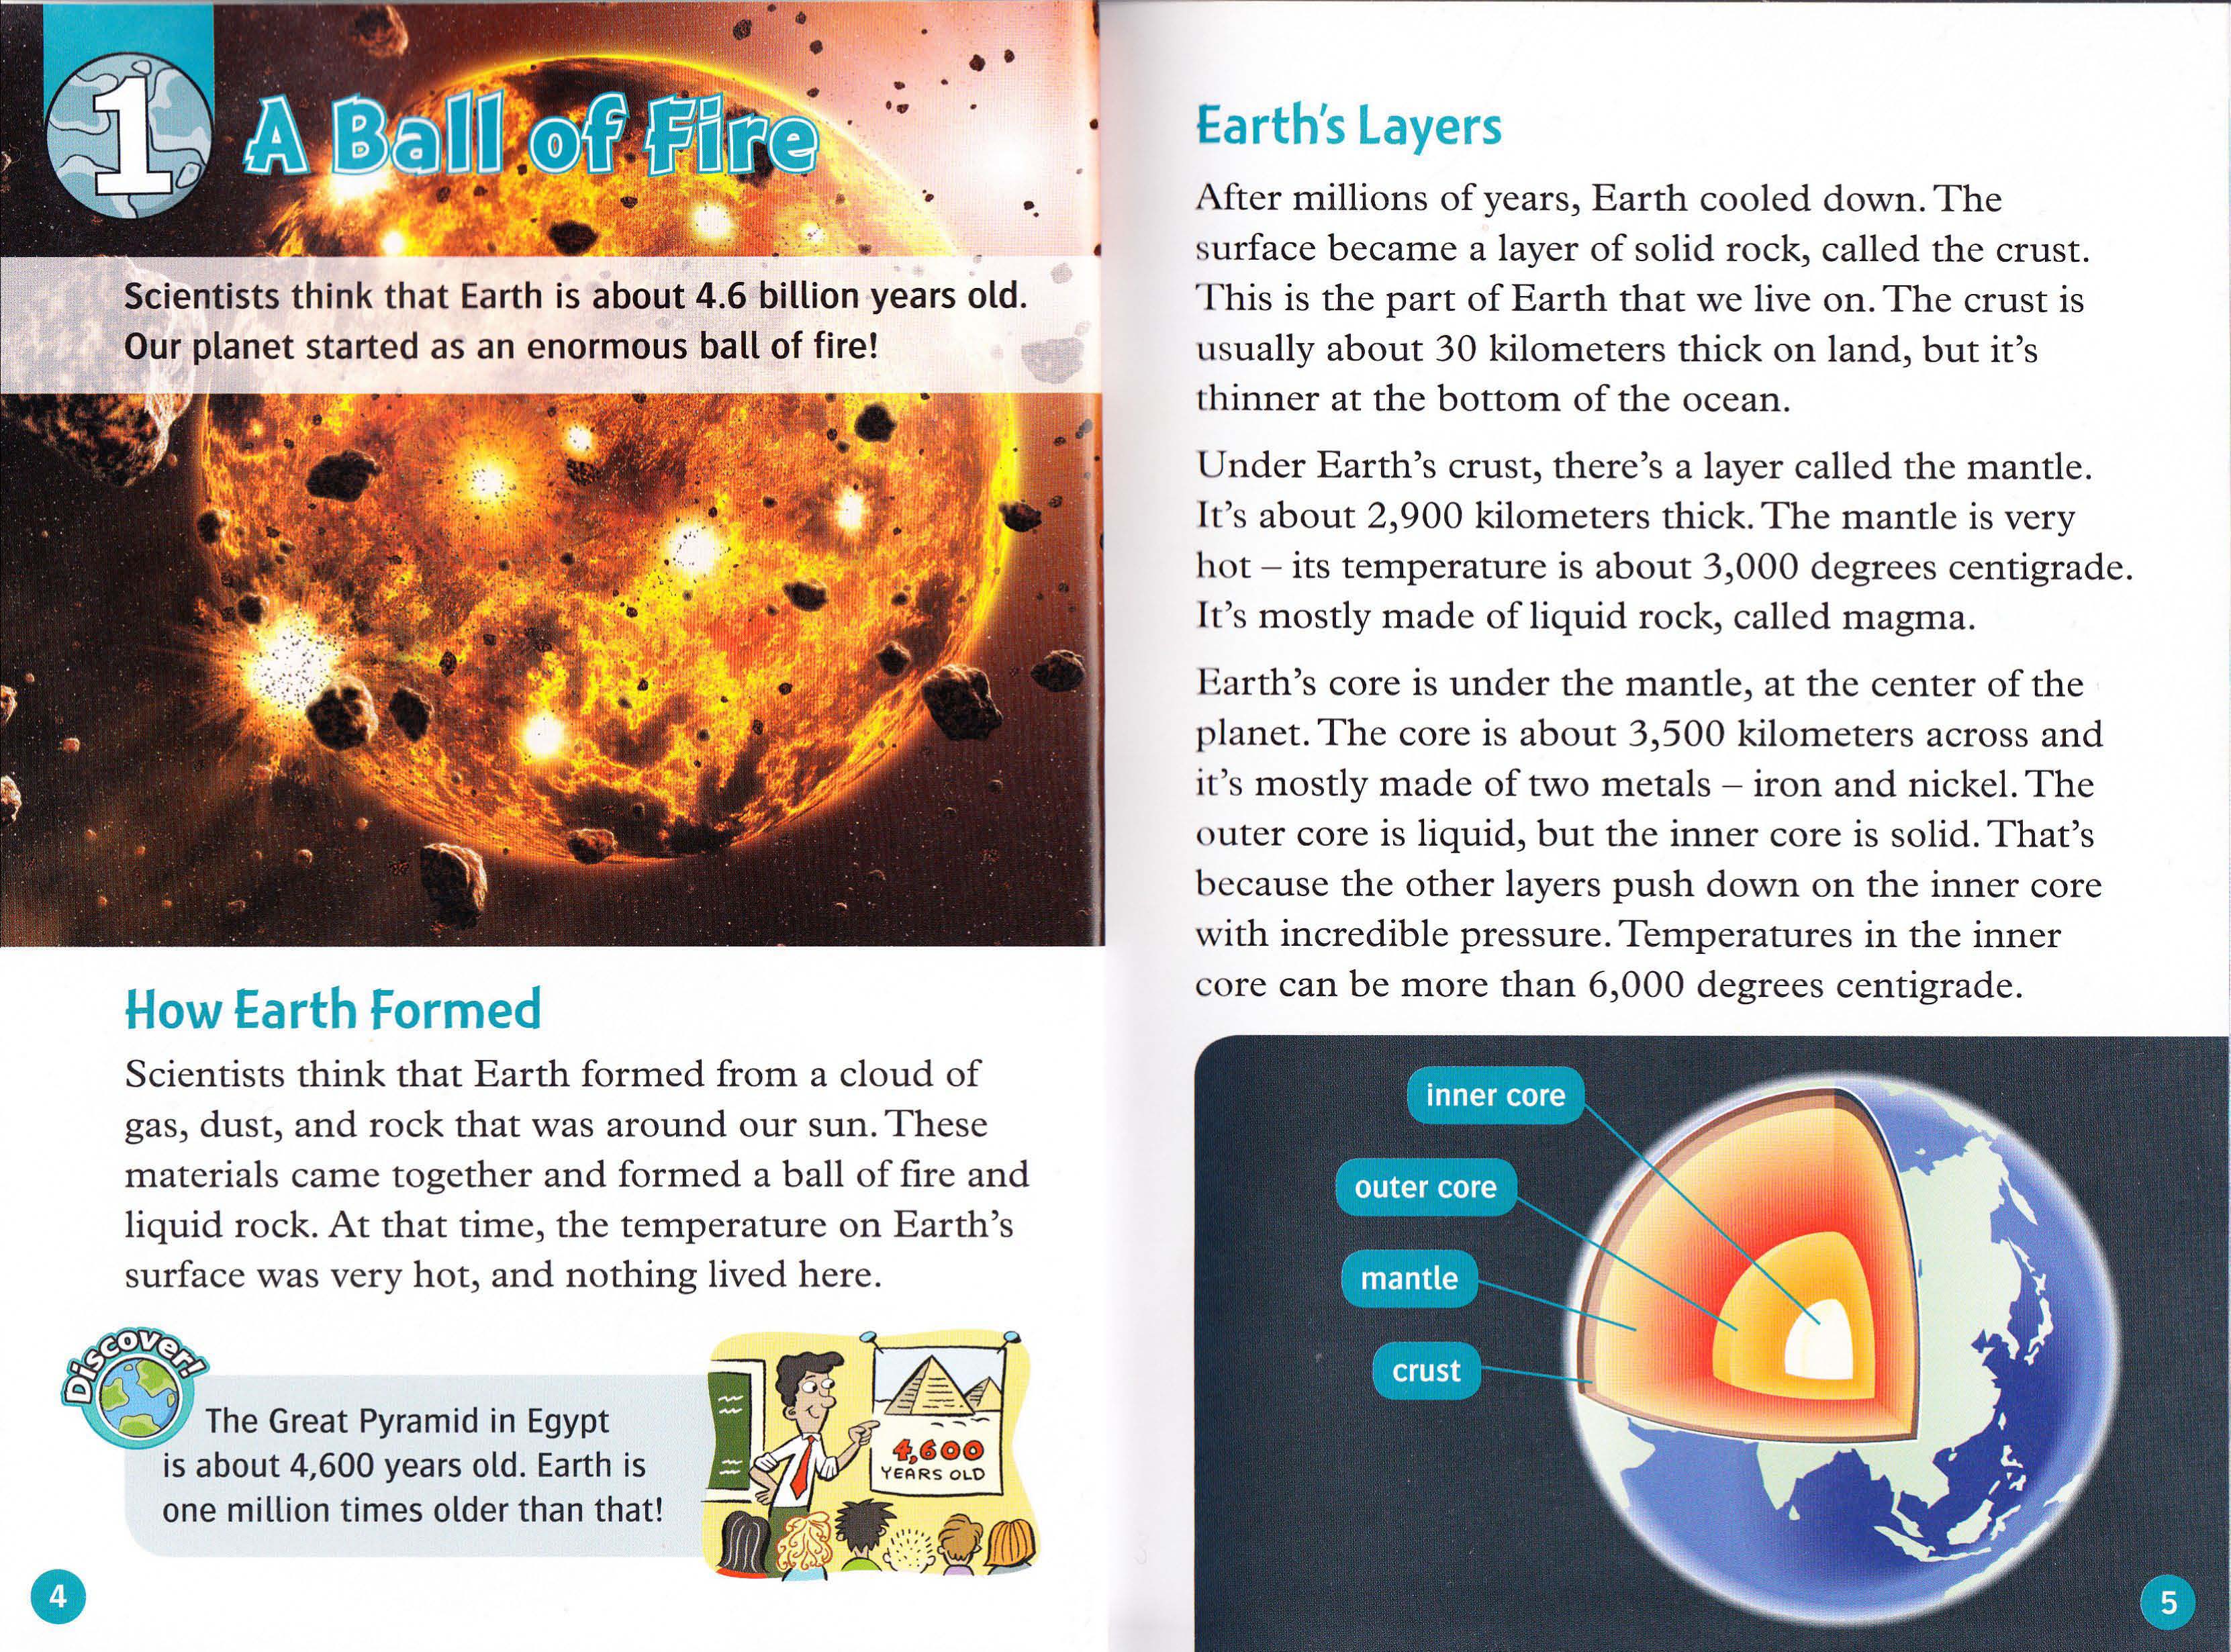 1
A Ball of Fire
Scientists think that Earth is about 4.6 billion years old.
Our planet started as an enormous ball of fire!
How Earth Formed
Scientists think that Earth formed from a cloud of
gas, dust, and rock that was around our sun. These
materials came together and formed a ball of fire and
liquid rock. At that time, the temperature on Earth's
surface was very hot, and nothing lived here.
Discover!
The Great Pyramid in Egypt
is about 4,600 years old. Earth is
one million times older than that!
4,600
YEARS OLD
4
Earth's Layers
After millions of years, Earth cooled down. The
surface became a layer of solid rock, called the crust.
This is the part of Earth that we live on. The crust is
usually about 30 kilometers thick on land, but it's
thinner at the bottom of the ocean.
Under Earth's crust, there's a layer called the mantle.
It's about 2,900 kilometers thick. The mantle is very
hot – its temperature is about 3,000 degrees centigrade.
It's mostly made of liquid rock, called magma.
Earth's core is under the mantle, at the center of the
planet. The core is about 3,500 kilometers across and
it's mostly made of two metals – iron and nickel. The
outer core is liquid, but the inner core is solid. That's
because the other layers push down on the inner core
with incredible pressure. Temperatures in the inner
core can be more than 6,000 degrees centigrade.
inner core
outer core
mantle
crust
5